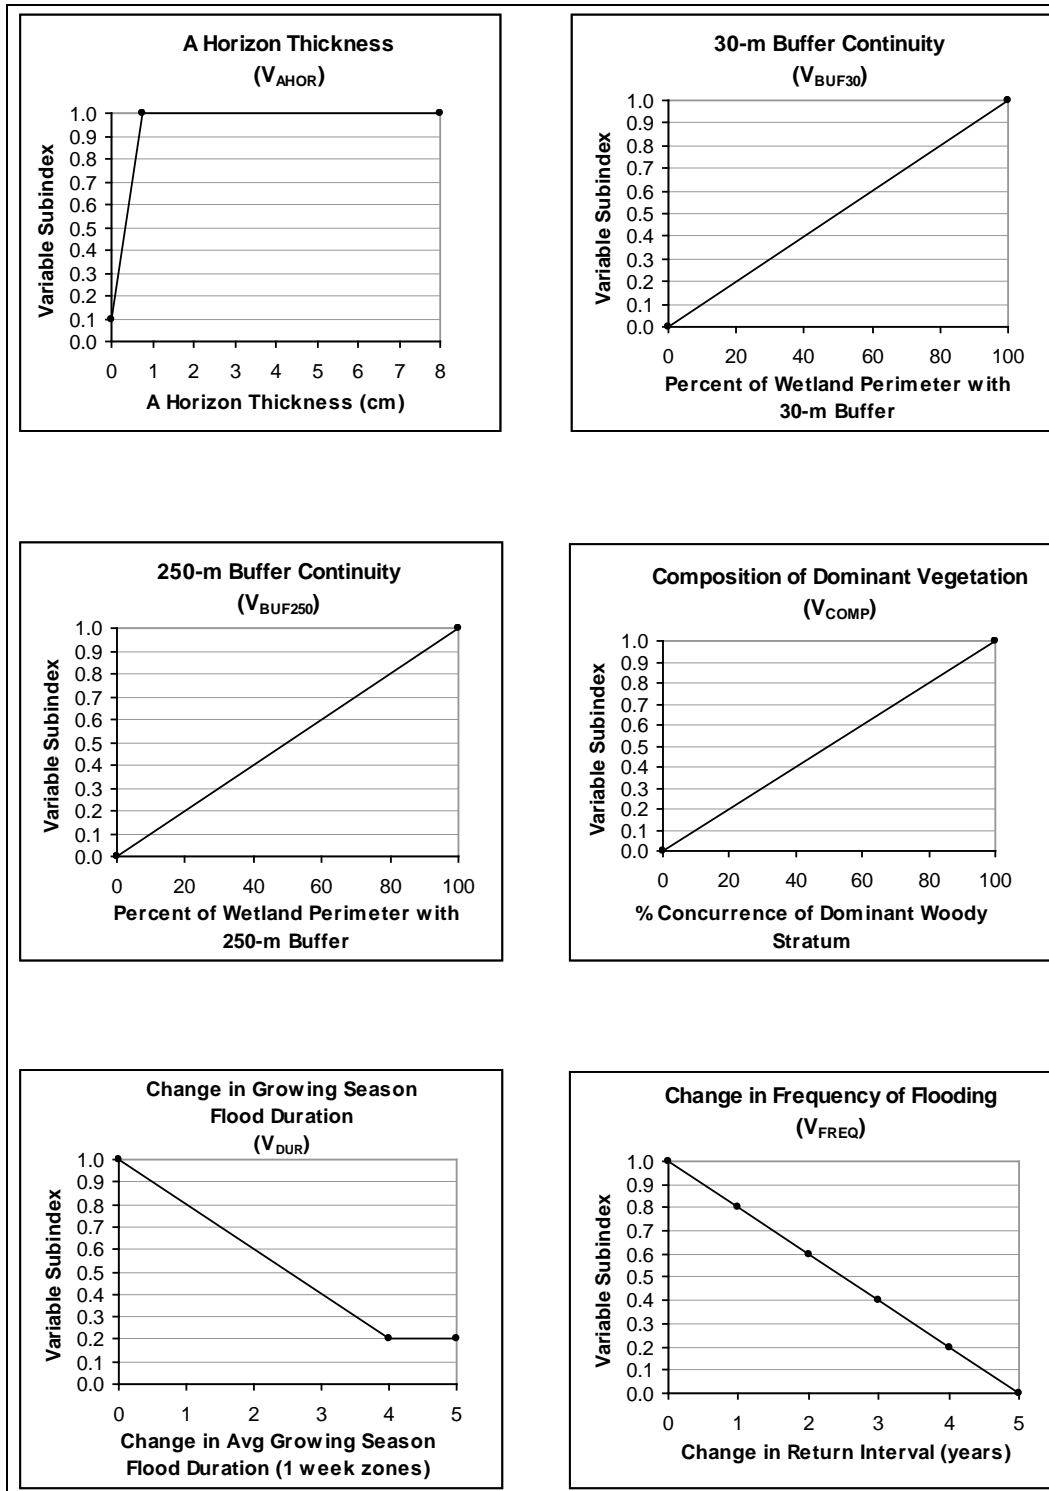 A Horizon Thickness
(VAHOR)
Variable Subindex
1.0
0.9
0.8
0.7
0.6
0.5
0.4
0.3
0.2
0.1
0.0
0 1 2 3 4 5 6 7 8
A Horizon Thickness (cm)
30-m Buffer Continuity
(VBUF30)
Variable Subindex
1.0
0.9
0.8
0.7
0.6
0.5
0.4
0.3
0.2
0.1
0.0
0 20 40 60 80 100
Percent of Wetland Perimeter with
30-m Buffer
250-m Buffer Continuity
(VBUF250)
Variable Subindex
1.0
0.9
0.8
0.7
0.6
0.5
0.4
0.3
0.2
0.1
0.0
0 20 40 60 80 100
Percent of Wetland Perimeter with
250-m Buffer
Composition of Dominant Vegetation
(VCOMP)
Variable Subindex
1.0
0.9
0.8
0.7
0.6
0.5
0.4
0.3
0.2
0.1
0.0
0 20 40 60 80 100
% Concurrence of Dominant Woody
Stratum
Change in Growing Season
Flood Duration
(VDUR)
Variable Subindex
1.0
0.9
0.8
0.7
0.6
0.5
0.4
0.3
0.2
0.1
0.0
0 1 2 3 4 5
Change in Avg Growing Season
Flood Duration (1 week zones)
Change in Frequency of Flooding
(VFREQ)
Variable Subindex
1.0
0.9
0.8
0.7
0.6
0.5
0.4
0.3
0.2
0.1
0.0
0 1 2 3 4 5
Change in Return Interval (years)